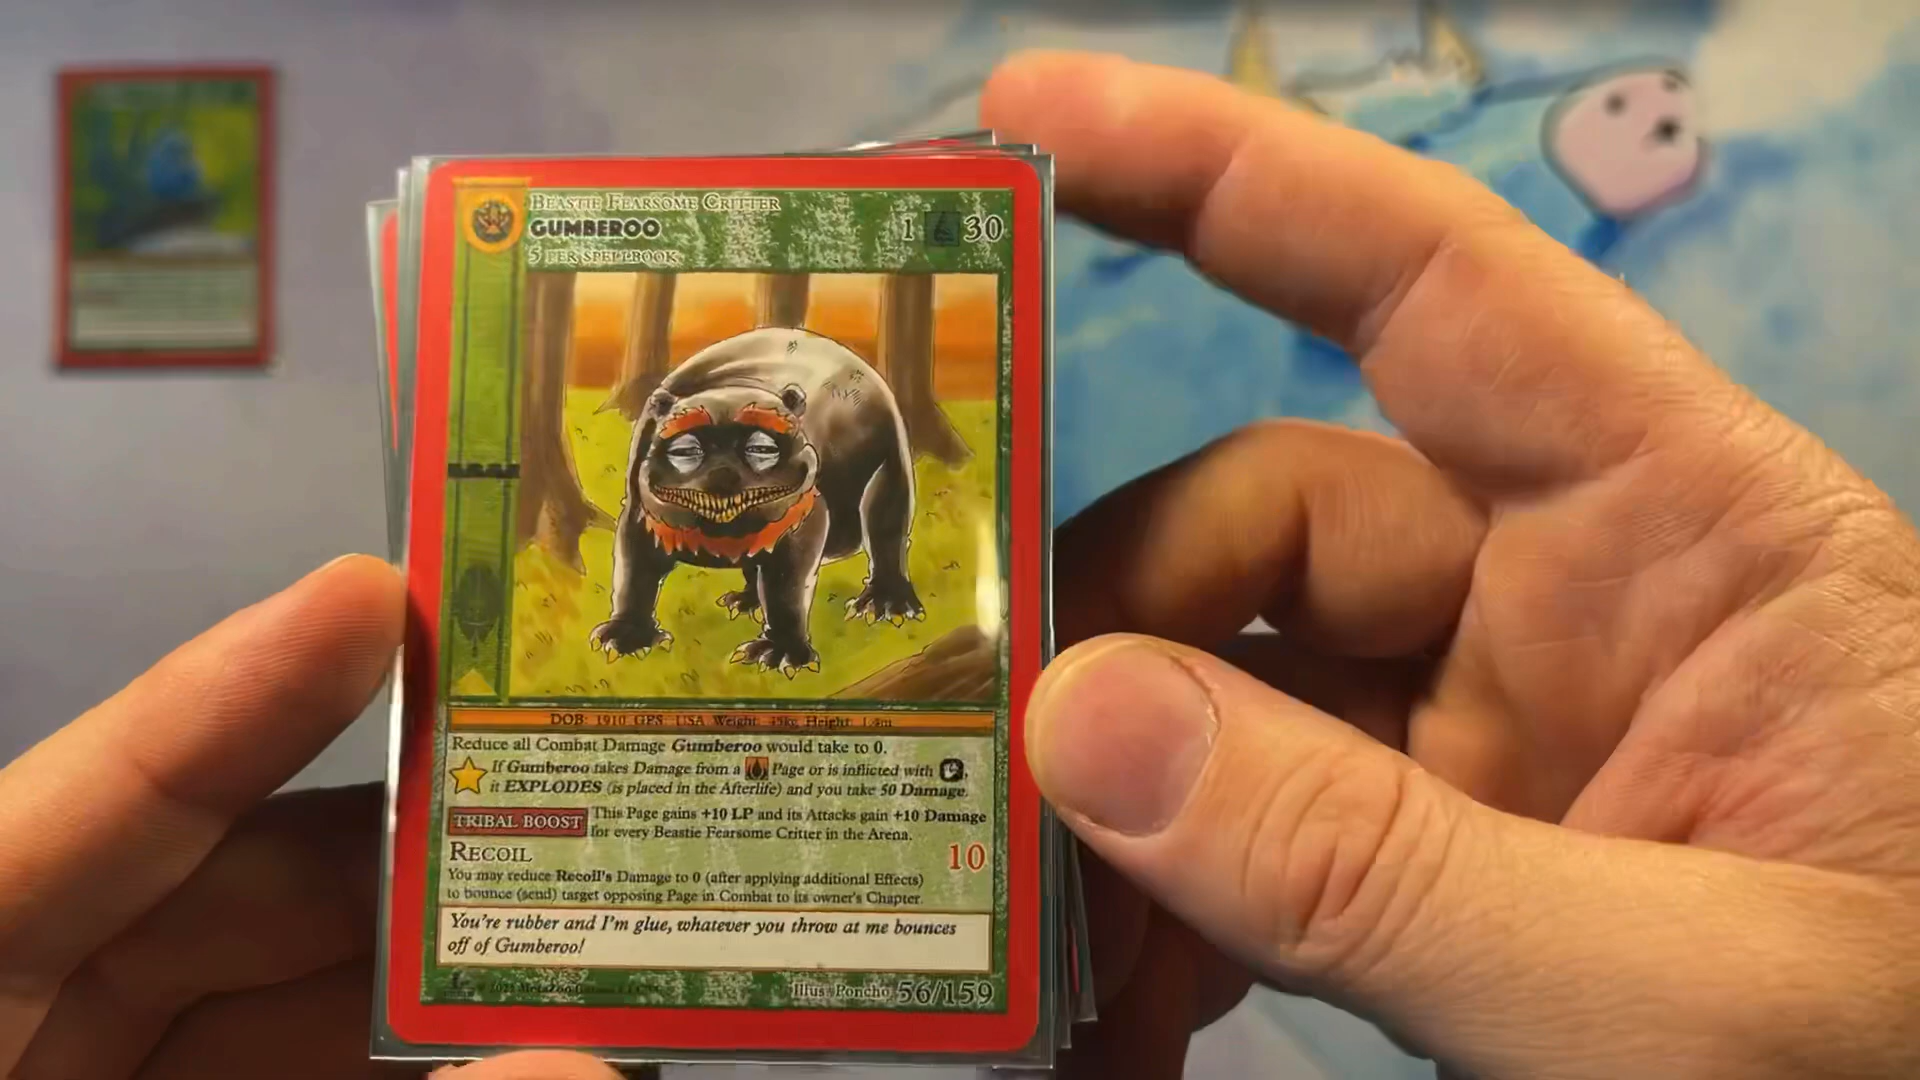 BEASTIE FEARSOME CRITTER
GUMBEROO
1 30
5 PER SPELLBOOK
DOB: 1910 GPS: USA Weight: 45kg Height: 1.4m
Reduce all Combat Damage Gumberoo would take to 0.
If Gumberoo takes Damage from a Page or is inflicted with ,
it EXPLODES (is placed in the Afterlife) and you take 50 Damage.
TRIBAL BOOST This Page gains +10 LP and its Attacks gain +10 Damage
for every Beastie Fearsome Critter in the Arena.
RECOIL 10
You may reduce Recoil's Damage to 0 (after applying additional Effects)
to bounce (send) target opposing Page in Combat to its owner's Chapter.
You're rubber and I'm glue, whatever you throw at me bounces
off of Gumberoo!
MetaZoo Games Illus: Poncho 56/159